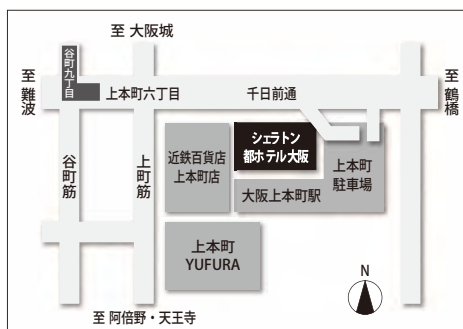 至 大阪城
谷町九丁目
至 難波
上本町六丁目
千日前通
至 鶴橋
谷町筋
上町筋
近鉄百貨店
上本町店
シェラトン
都ホテル大阪
上本町
駐車場
大阪上本町駅
上本町
YUFURA
N
至 阿倍野・天王寺